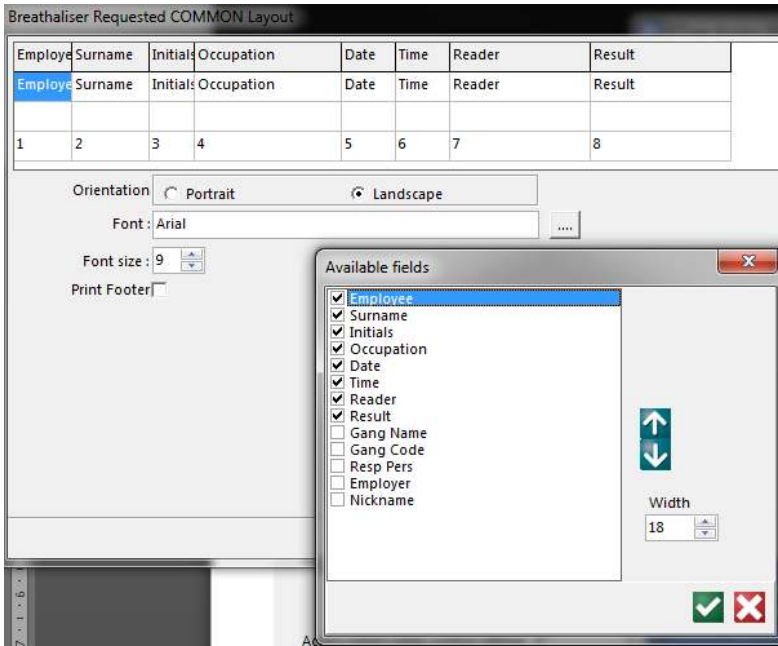 Breathaliser Requested COMMON Layout
Employe Surname Initials Occupation Date Time Reader Result
Employe Surname Initials Occupation Date Time Reader Result
1 2 3 4 5 6 7 8
Orientation Portrait Landscape
Font : Arial ....
Font size : 9
Print Footer
Available fields
Employee
Surname
Initials
Occupation
Date
Time
Reader
Result
Gang Name
Gang Code
Resp Pers
Employer
Nickname
Width
18